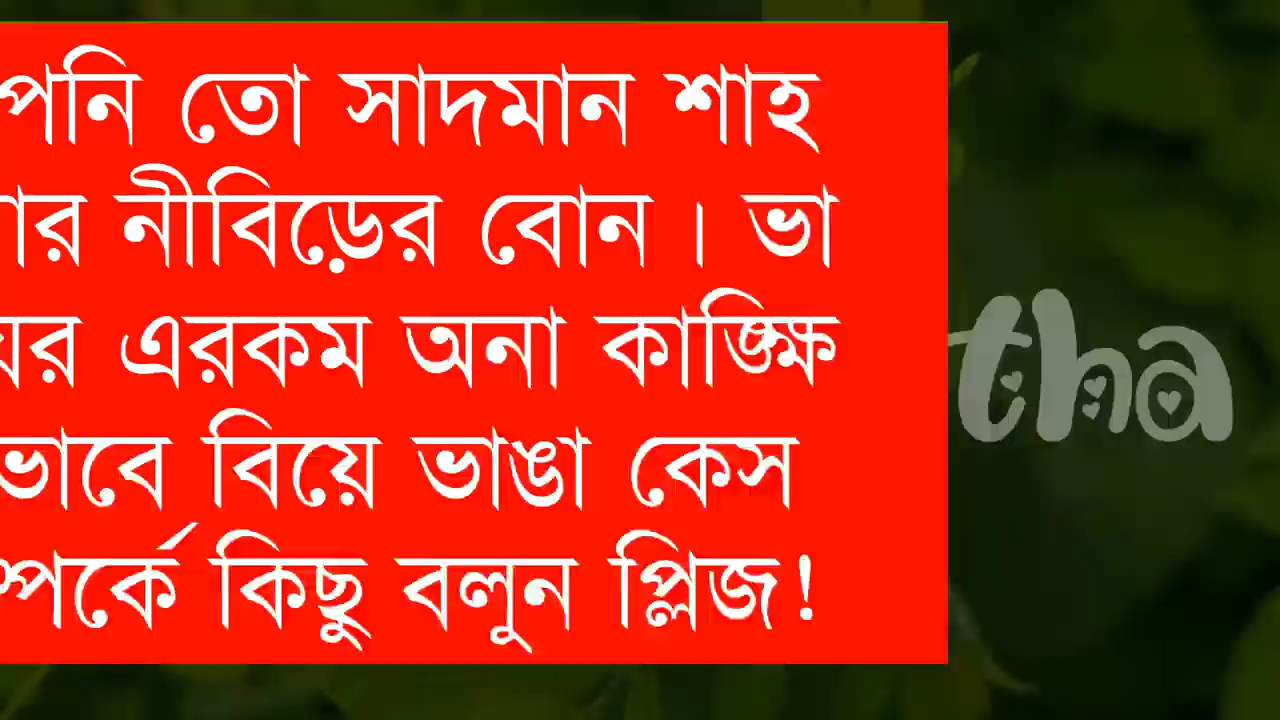 পনি তো সাদমান শাহ
ার নীবিড়ের বোন। ভা
য়ের এরকম অনা কাঙ্ক্ষি
ভাবে বিয়ে ভাঙা কেস
ম্পর্কে কিছু বলুন প্লিজ!
tha